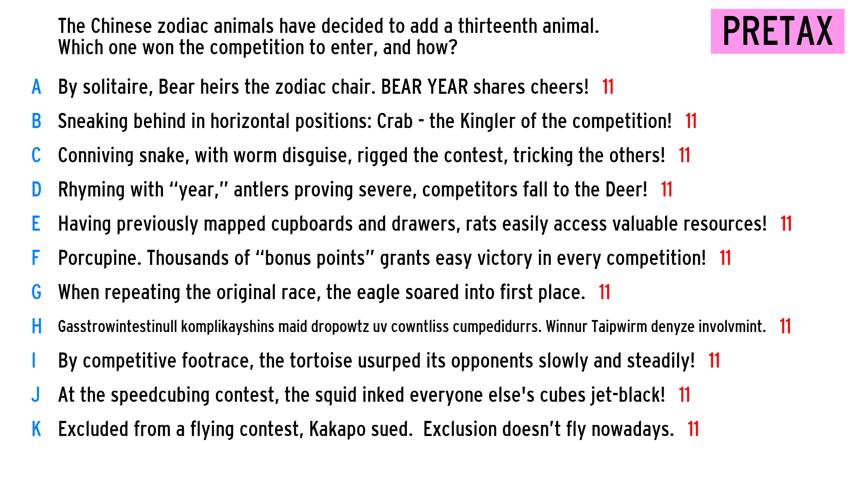 The Chinese zodiac animals have decided to add a thirteenth animal.
Which one won the competition to enter, and how?
PRETAX
A By solitaire, Bear heirs the zodiac chair. BEAR YEAR shares cheers! 11
B Sneaking behind in horizontal positions: Crab - the Kingler of the competition! 11
C Conniving snake, with worm disguise, rigged the contest, tricking the others! 11
D Rhyming with “year,” antlers proving severe, competitors fall to the Deer! 11
E Having previously mapped cupboards and drawers, rats easily access valuable resources! 11
F Porcupine. Thousands of “bonus points” grants easy victory in every competition! 11
G When repeating the original race, the eagle soared into first place. 11
H Gasstrowintestinull komplikayshins maid dropowtz uv cowntliss cumpedidurrs. Winnur Taipwirm denyze involvmint. 11
I By competitive footrace, the tortoise usurped its opponents slowly and steadily! 11
J At the speedcubing contest, the squid inked everyone else's cubes jet-black! 11
K Excluded from a flying contest, Kakapo sued. Exclusion doesn’t fly nowadays. 11